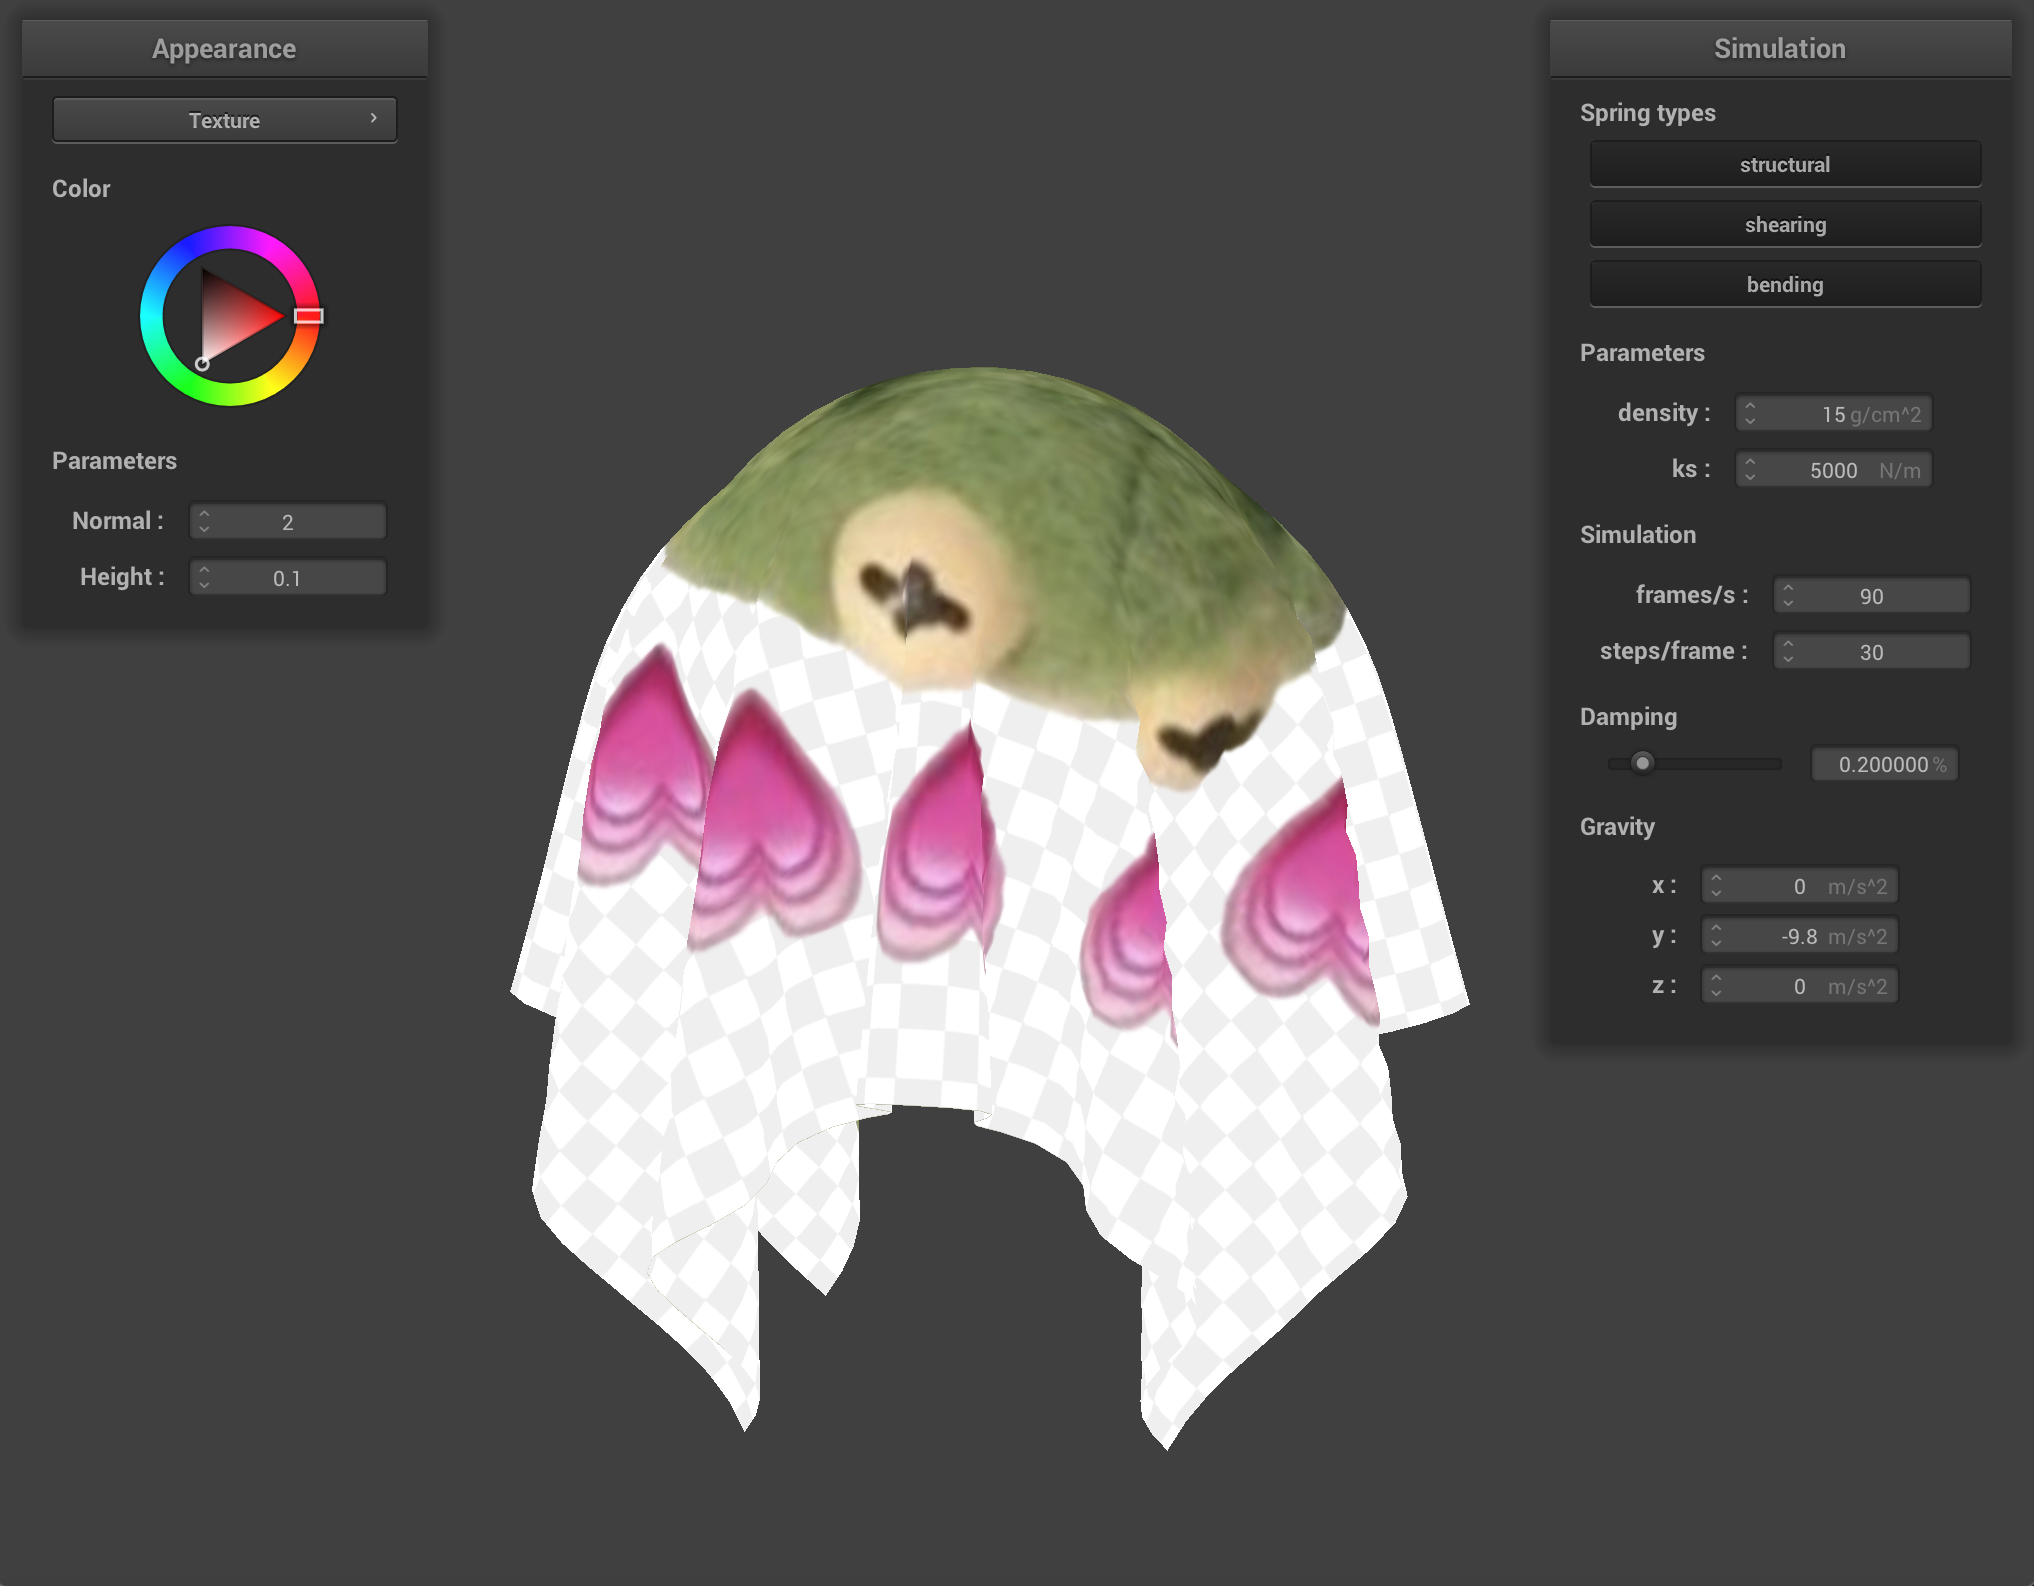 Appearance
Texture ›
Color
Parameters
Normal : 2
Height : 0.1
Simulation
Spring types
structural
shearing
bending
Parameters
density : 15 g/cm^2
ks : 5000 N/m
Simulation
frames/s : 90
steps/frame : 30
Damping
0.200000 %
Gravity
x : 0 m/s^2
y : -9.8 m/s^2
z : 0 m/s^2